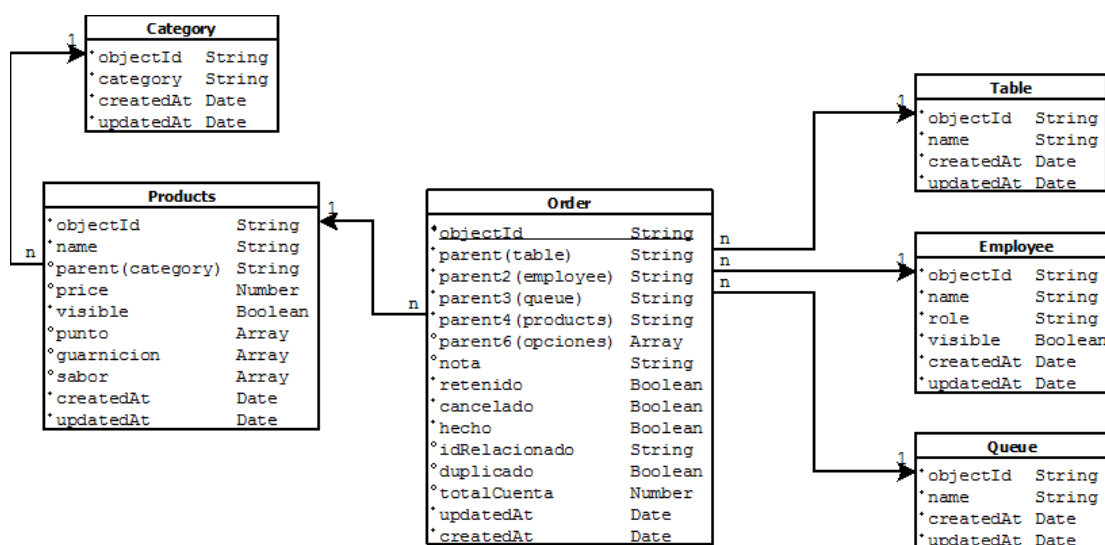 Category
1
*objectId String
*category String
*createdAt Date
*updatedAt Date
Products
*objectId String
*name String
°parent(category) String
°price Number
*visible Boolean
°punto Array
°guarnicion Array
°sabor Array
*createdAt Date
*updatedAt Date
n
1
n
Order
*objectId String
*parent(table) String
*parent2(employee) String
*parent3(queue) String
*parent4(products) String
°parent6(opciones) Array
°nota String
*retenido Boolean
*cancelado Boolean
*hecho Boolean
°idRelacionado String
°duplicado Boolean
°totalCuenta Number
*updatedAt Date
*createdAt Date
n
n
n
1
Table
*objectId String
*name String
*createdAt Date
*updatedAt Date
1
Employee
*objectId String
*name String
*role String
*visible Boolean
*createdAt Date
*updatedAt Date
1
Queue
*objectId String
*name String
*createdAt Date
*updatedAt Date